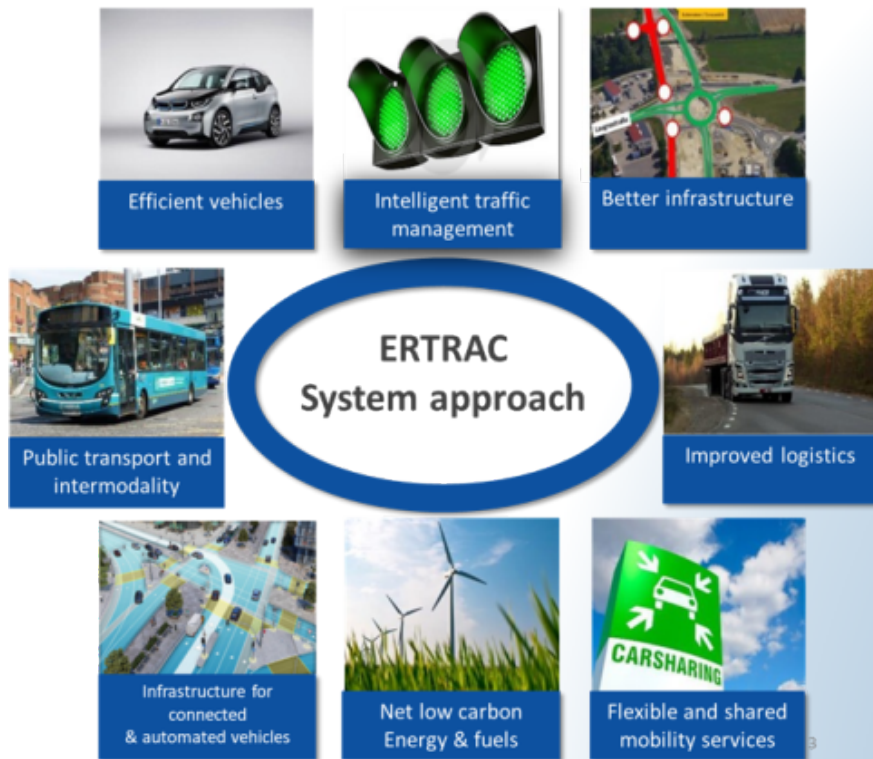 Efficient vehicles
Intelligent traffic
management
Better infrastructure
ERTRAC
System approach
Public transport and
intermodality
Improved logistics
CARSHARING
Infrastructure for
connected
& automated vehicles
Net low carbon
Energy & fuels
Flexible and shared
mobility services
3